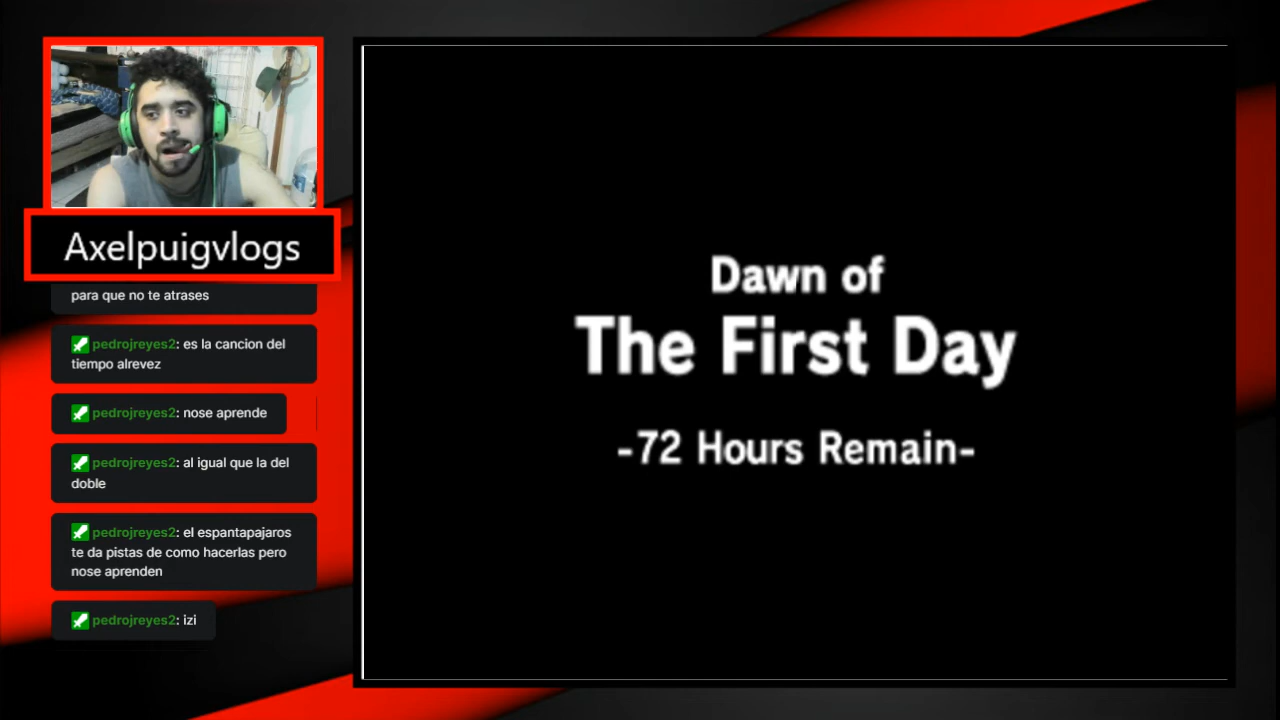 Axelpuigvlogs
para que no te atrases
pedrojreyes2: es la cancion del
tiempo alrevez
pedrojreyes2: nose aprende
pedrojreyes2: al igual que la del
doble
pedrojreyes2: el espantapajaros
te da pistas de como hacerlas pero
nose aprenden
pedrojreyes2: izi
Dawn of
The First Day
-72 Hours Remain-